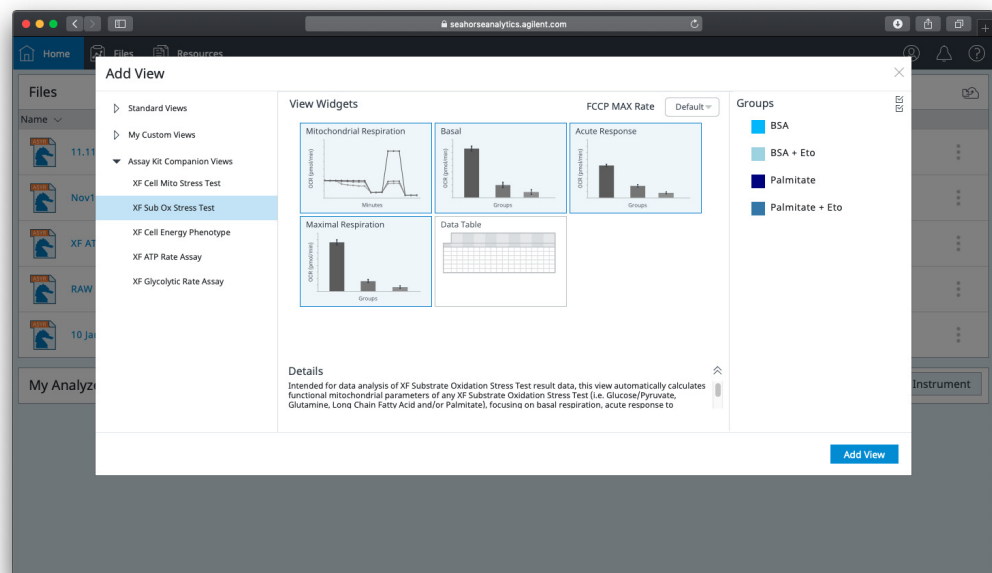 seahorseanalytics.agilent.com
Home
Files
Resources
Add View
Files
Name
11.11
Nov1
XF AT
RAW
10 Ja
My Analyz
Instrument
Standard Views
My Custom Views
Assay Kit Companion Views
XF Cell Mito Stress Test
XF Sub Ox Stress Test
XF Cell Energy Phenotype
XF ATP Rate Assay
XF Glycolytic Rate Assay
View Widgets
FCCP MAX Rate
Default
Mitochondrial Respiration
OCR (pmol/min)
Minutes
Basal
OCR (pmol/min)
Groups
Acute Response
OCR (pmol/min)
Groups
Maximal Respiration
OCR (pmol/min)
Groups
Data Table
Details
Intended for data analysis of XF Substrate Oxidation Stress Test result data, this view automatically calculates
functional mitochondrial parameters of any XF Substrate Oxidation Stress Test (i.e. Glucose/Pyruvate,
Glutamine, Long Chain Fatty Acid and/or Palmitate), focusing on basal respiration, acute response to
Groups
BSA
BSA + Eto
Palmitate
Palmitate + Eto
Add View